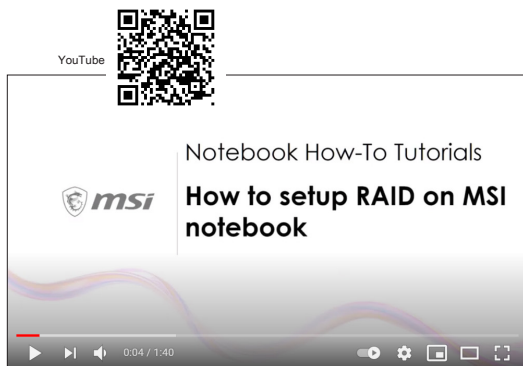 YouTube
Notebook How-To Tutorials
msi
How to setup RAID on MSI
notebook
0:04 / 1:40